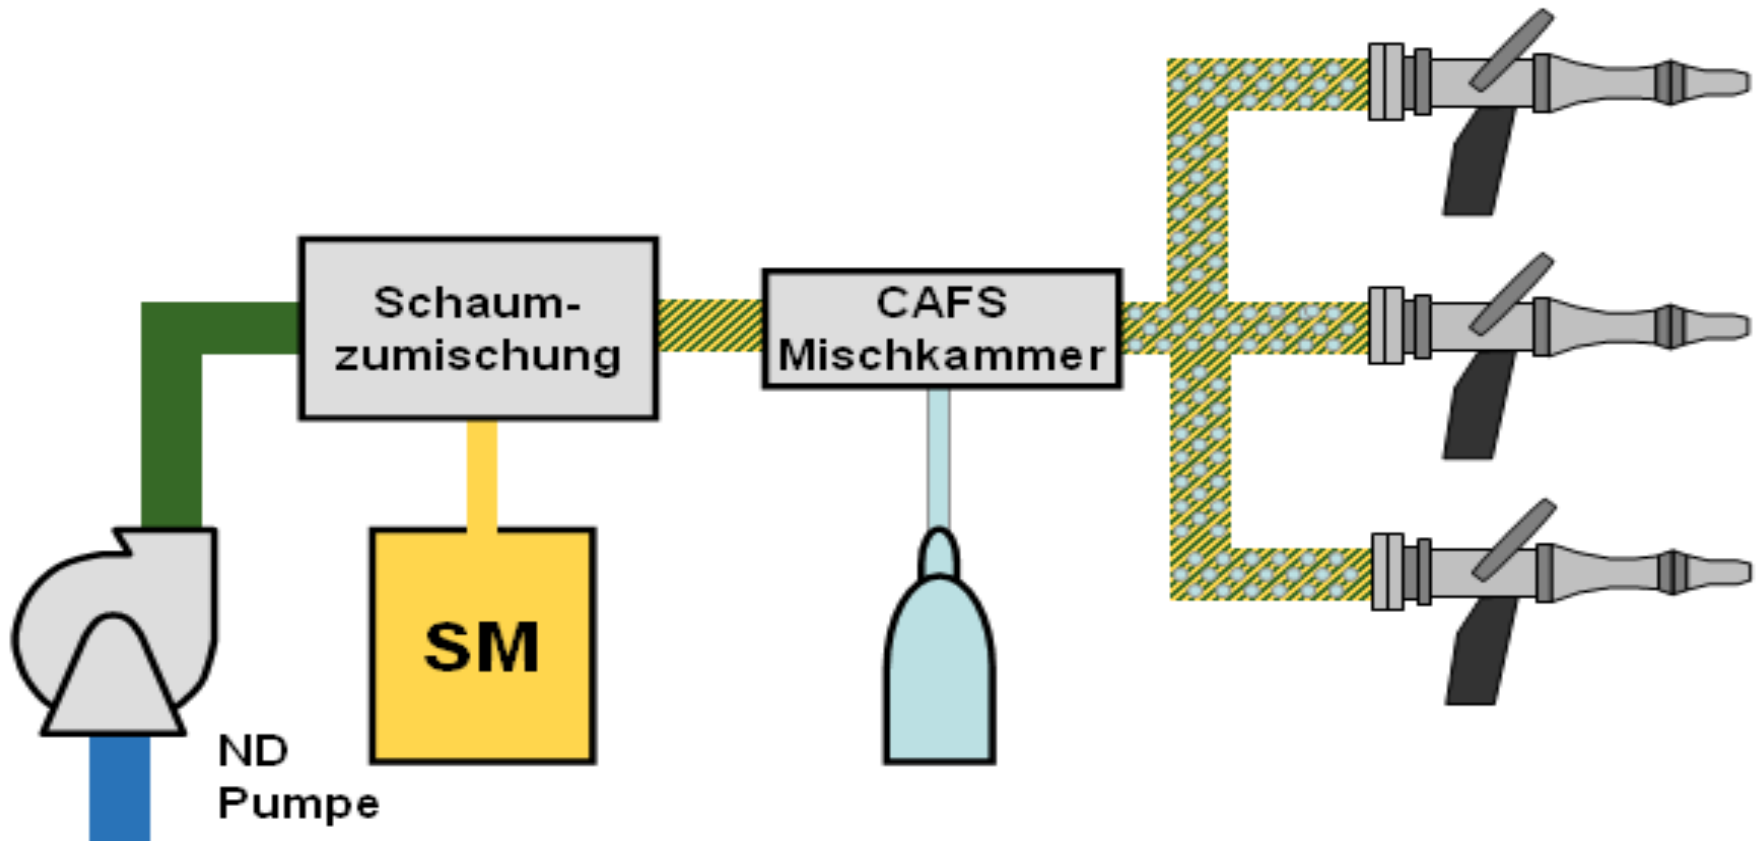 Schaum-
zumischung
CAFS
Mischkammer
SM
ND
Pumpe